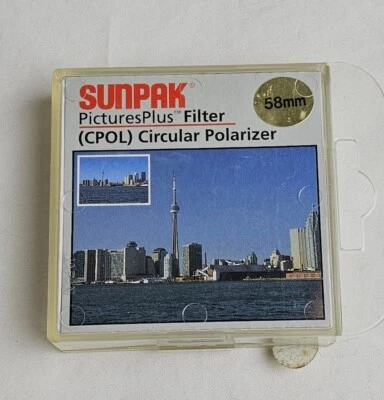 SUNPAK®
58mm
PicturesPlus™ Filter
(CPOL) Circular Polarizer